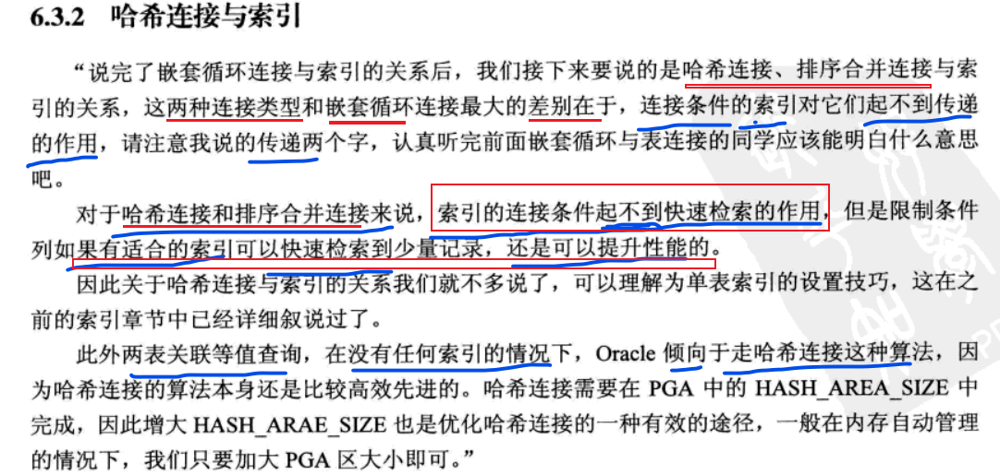 6.3.2 哈希连接与索引
“说完了嵌套循环连接与索引的关系后，我们接下来要说的是哈希连接、排序合并连接与索
引的关系，这两种连接类型和嵌套循环连接最大的差别在于，连接条件的索引对它们起不到传递
的作用，请注意我说的传递两个字，认真听完前面嵌套循环与表连接的同学应该能明白什么意思
吧。
对于哈希连接和排序合并连接来说，索引的连接条件起不到快速检索的作用，但是限制条件
列如果有适合的索引可以快速检索到少量记录，还是可以提升性能的。
因此关于哈希连接与索引的关系我们就不多说了，可以理解为单表索引的设置技巧，这在之
前的索引章节中已经详细叙说过了。
此外两表关联等值查询，在没有任何索引的情况下，Oracle 倾向于走哈希连接这种算法，因
为哈希连接的算法本身还是比较高效先进的。哈希连接需要在 PGA 中的 HASH_AREA_SIZE 中
完成，因此增大 HASH_ARAE_SIZE 也是优化哈希连接的一种有效的途径，一般在内存自动管理
的情况下，我们只要加大 PGA 区大小即可。”